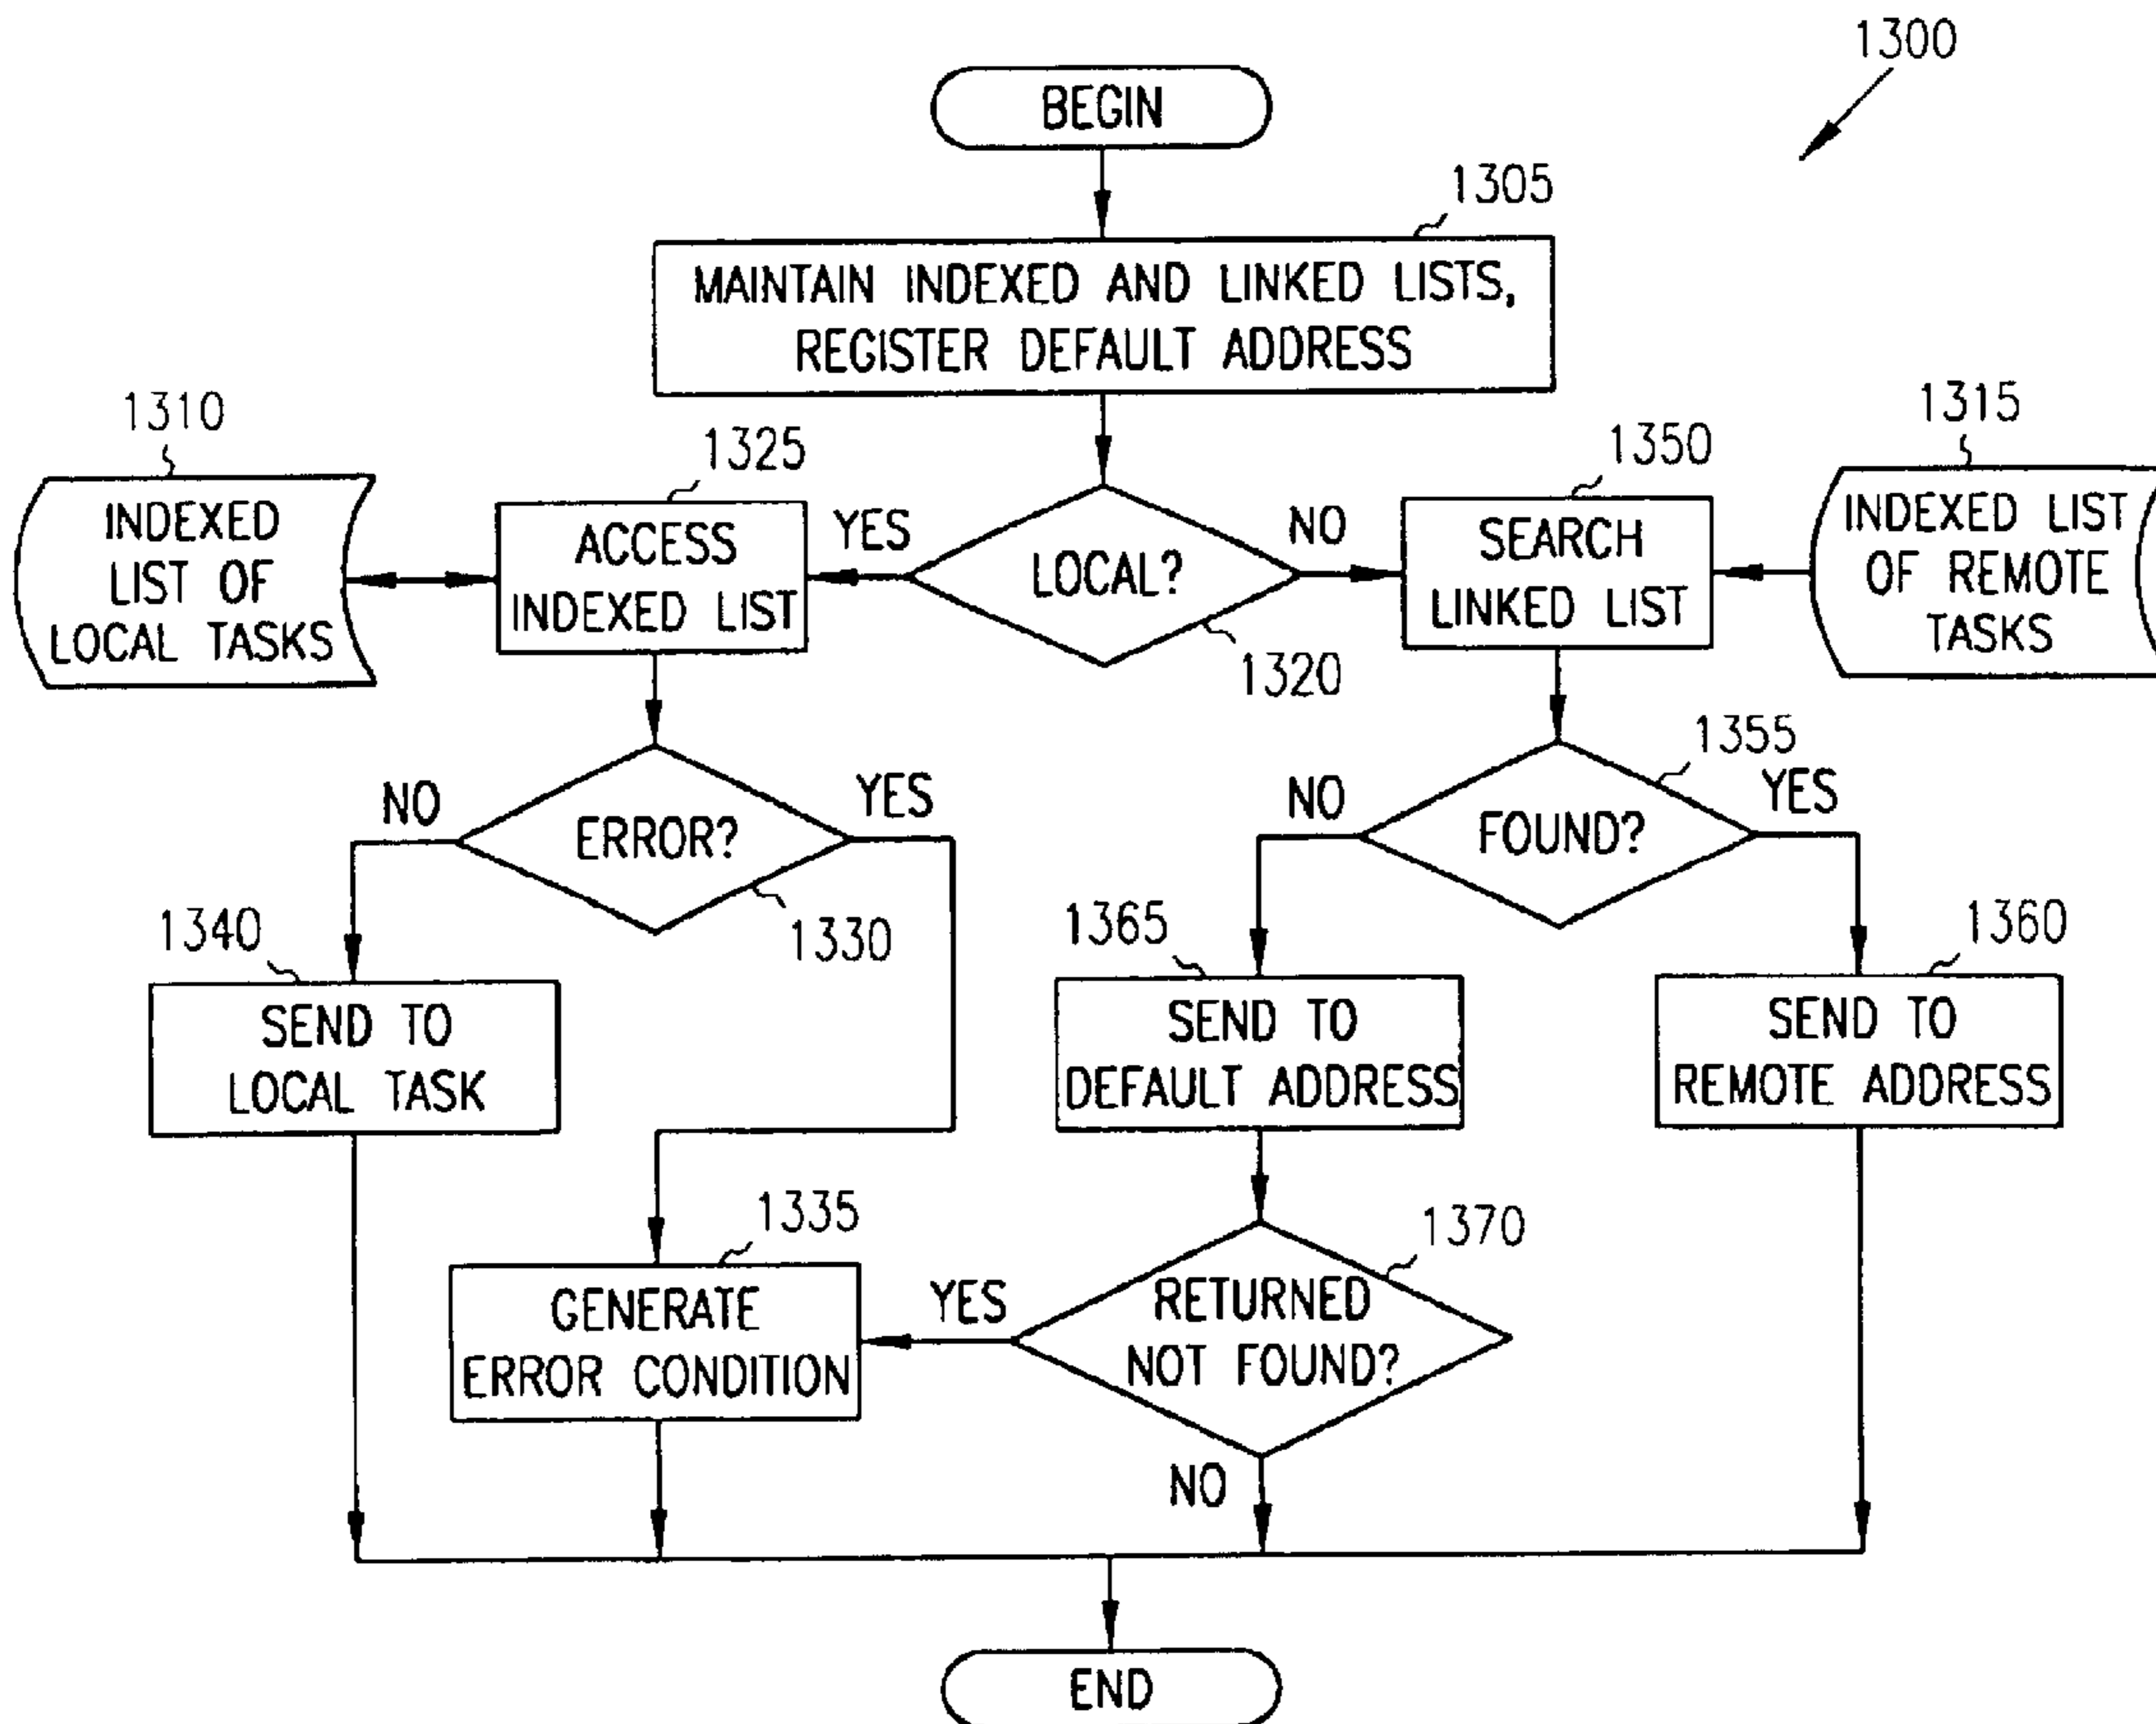 1300
BEGIN
1305
MAINTAIN INDEXED AND LINKED LISTS,
REGISTER DEFAULT ADDRESS
1310
INDEXED
LIST OF
LOCAL TASKS
1325
ACCESS
INDEXED LIST
YES
LOCAL?
1320
NO
1350
SEARCH
LINKED LIST
1315
INDEXED LIST
OF REMOTE
TASKS
NO
ERROR?
YES
1330
NO
FOUND?
1355
YES
1340
SEND TO
LOCAL TASK
1365
SEND TO
DEFAULT ADDRESS
1360
SEND TO
REMOTE ADDRESS
1335
GENERATE
ERROR CONDITION
YES
1370
RETURNED
NOT FOUND?
NO
END